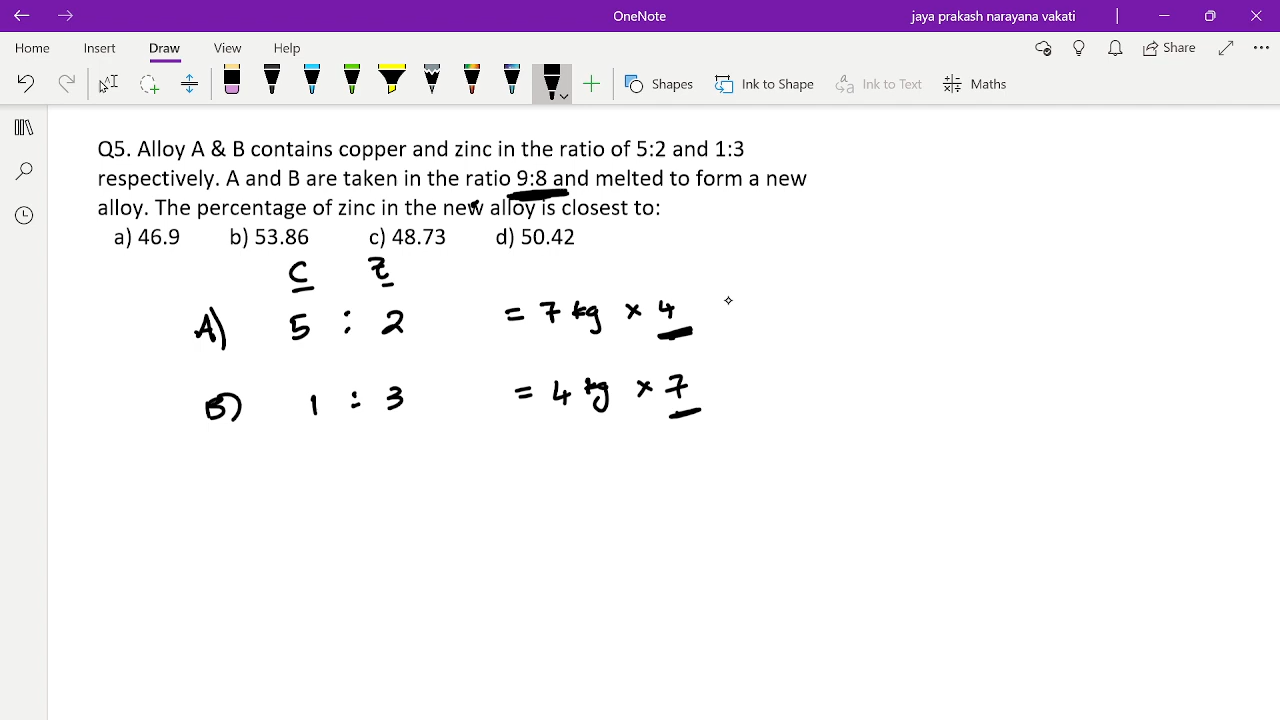 OneNote
jaya prakash narayana vakati
Home Insert Draw View Help
Share
Shapes Ink to Shape Ink to Text Maths
Q5. Alloy A & B contains copper and zinc in the ratio of 5:2 and 1:3
respectively. A and B are taken in the ratio 9:8 and melted to form a new
alloy. The percentage of zinc in the new alloy is closest to:
a) 46.9 b) 53.86 c) 48.73 d) 50.42
C Z
A) 5 : 2 = 7 kg × 4
B) 1 : 3 = 4 kg × 7